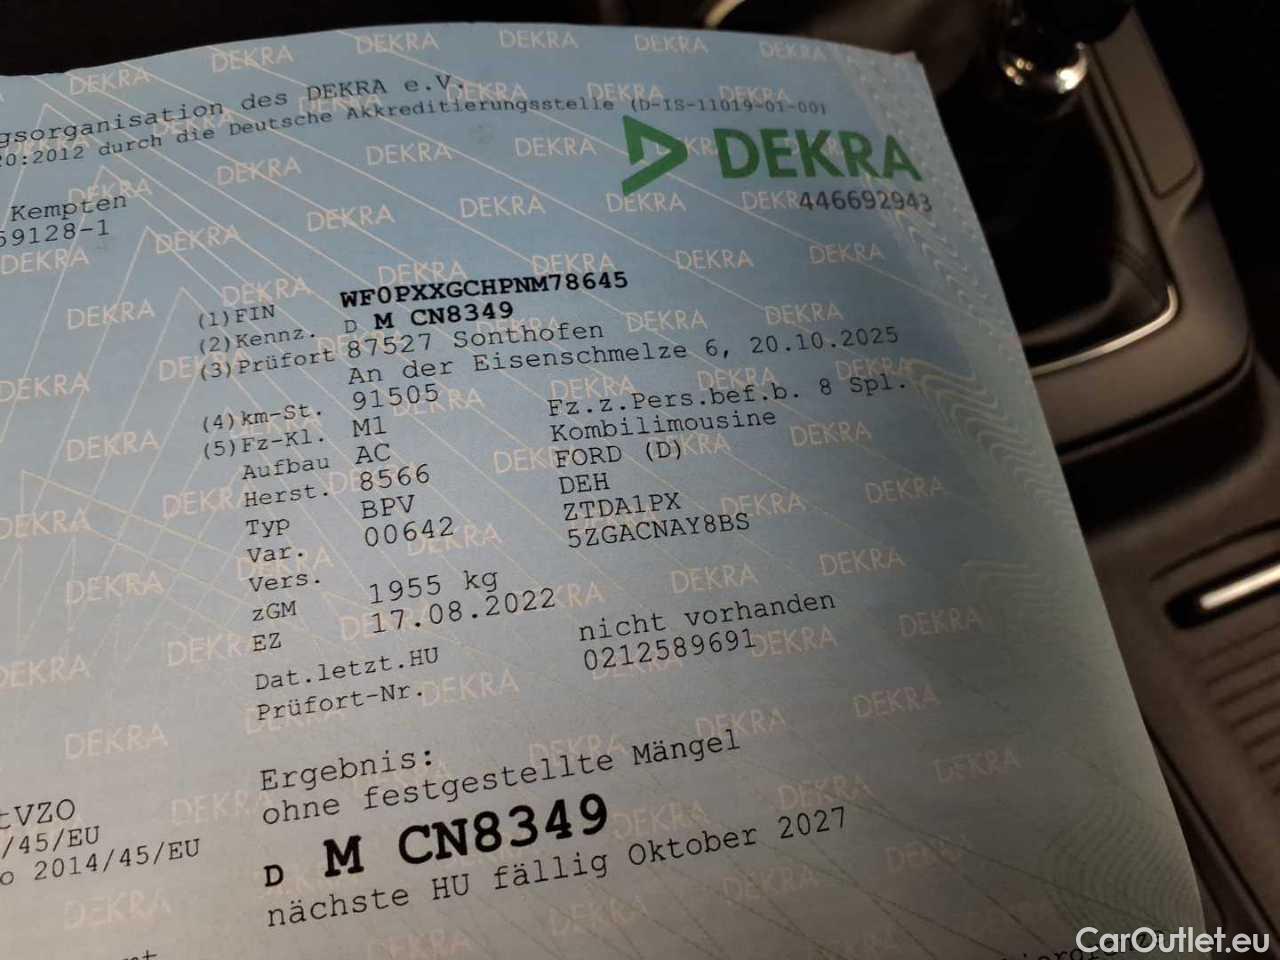 gsorganisation des DEKRA e.V.
20:2012 durch die Deutsche Akkreditierungsstelle (D-IS-11019-01-00)
DEKRA
446692943
Kempten
59128-1
(1)FIN WF0PXXGCHPNM78645
(2)Kennz. D M CN8349
(3)Prüfort 87527 Sonthofen
An der Eisenschmelze 6, 20.10.2025
(4)km-St. 91505
(5)Fz-Kl. M1 Fz.z.Pers.bef.b. 8 Spl.
Aufbau AC Kombilimousine
Herst. 8566 FORD (D)
Typ BPV DEH
Var. 00642 ZTDA1PX
Vers. 5ZGACNAY8BS
zGM 1955 kg
EZ 17.08.2022
Dat.letzt.HU nicht vorhanden
Prüfort-Nr. 0212589691
Ergebnis:
ohne festgestellte Mängel
D M CN8349
nächste HU fällig Oktober 2027
tVZO
/45/EU
o 2014/45/EU
CarOutlet.eu